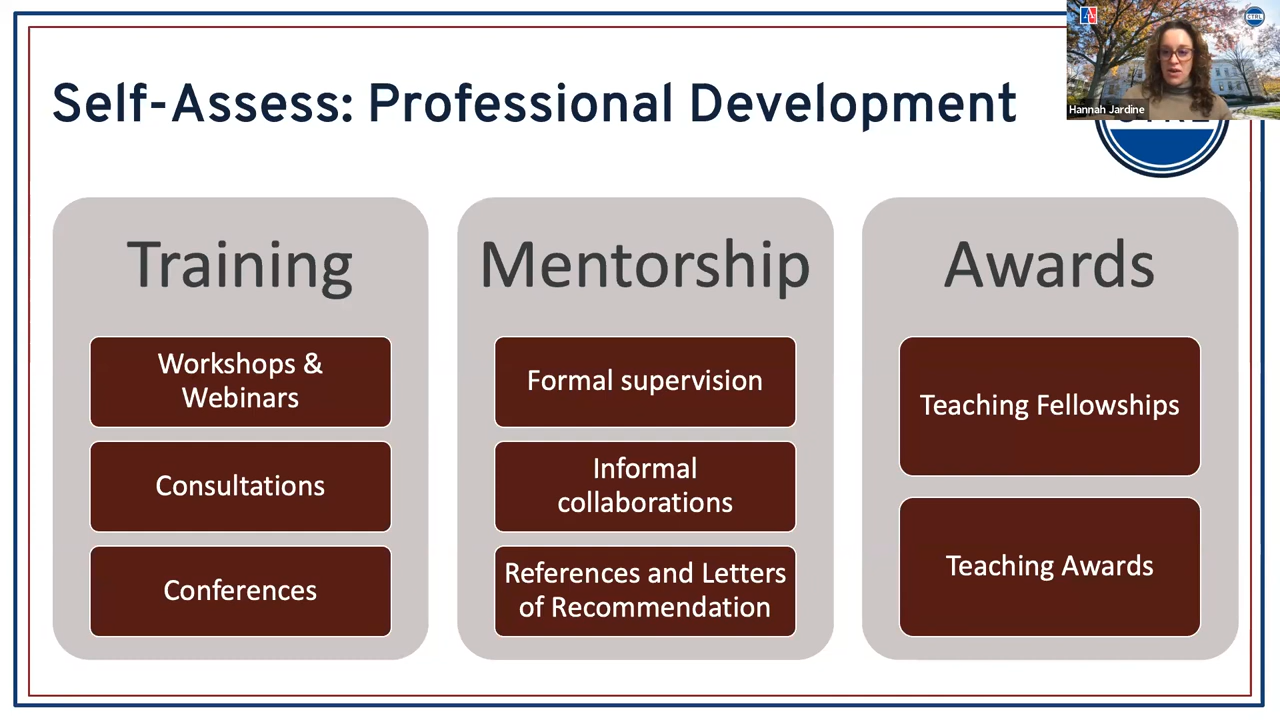 Self-Assess: Professional Development
CTRL
Hannah Jardine
Training
Workshops &
Webinars
Consultations
Conferences
Mentorship
Formal supervision
Informal
collaborations
References and Letters
of Recommendation
Awards
Teaching Fellowships
Teaching Awards